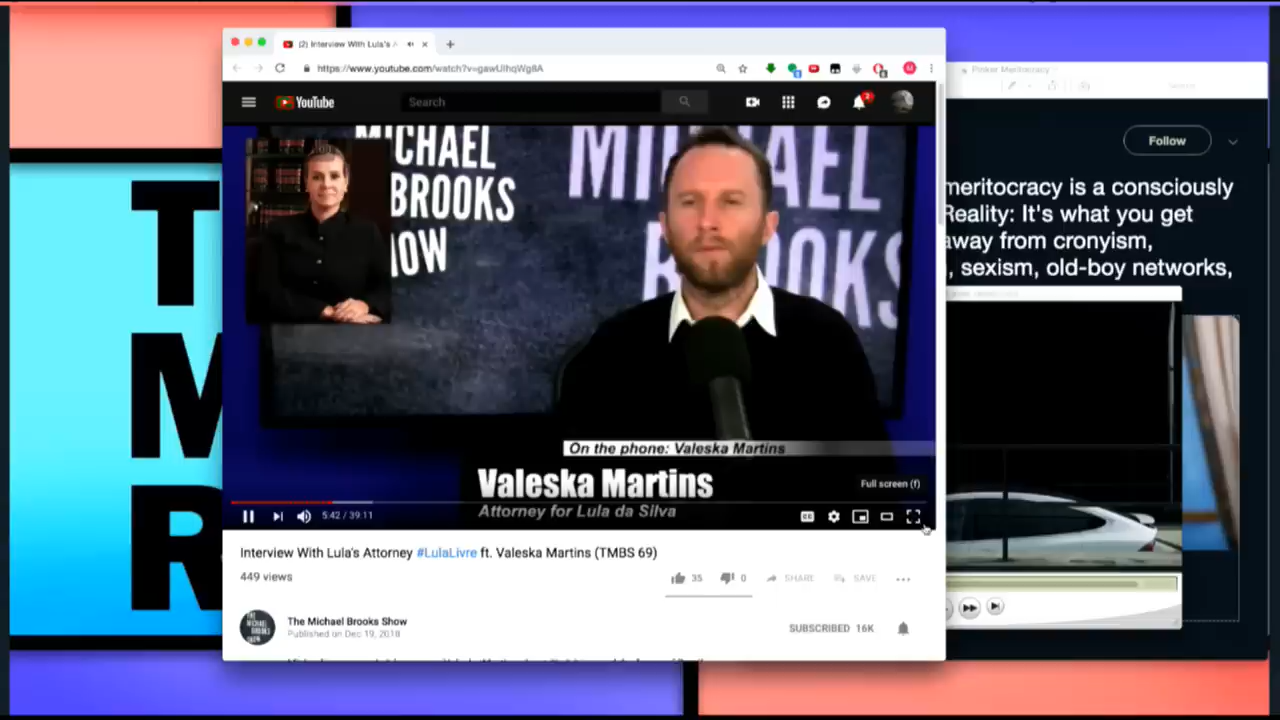 (2) Interview With Lula's A
https://www.youtube.com/watch?v=gawUIhqWg8A
YouTube
Search
2
MICHAEL
BROOKS
SHOW
MICHAEL
BROOKS
On the phone: Valeska Martins
Valeska Martins
Attorney for Lula da Silva
Full screen (f)
5:42 / 39:11
Interview With Lula's Attorney #LulaLivre ft. Valeska Martins (TMBS 69)
449 views
35
0
SHARE
SAVE
The Michael Brooks Show
Published on Dec 19, 2018
SUBSCRIBED 16K
T
M
R
Pinker Meritocracy
Follow
meritocracy is a consciously
Reality: It's what you get
away from cronyism,
, sexism, old-boy networks,